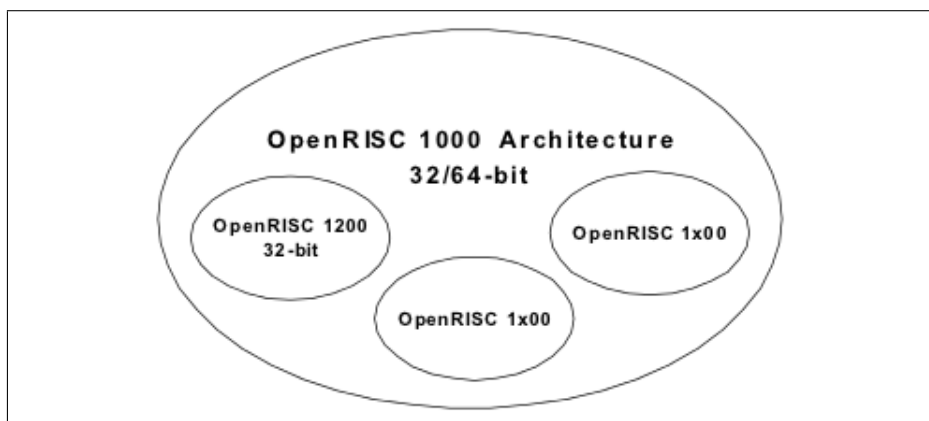 OpenRISC 1000 Architecture
32/64-bit
OpenRISC 1200
32-bit
OpenRISC 1x00
OpenRISC 1x00